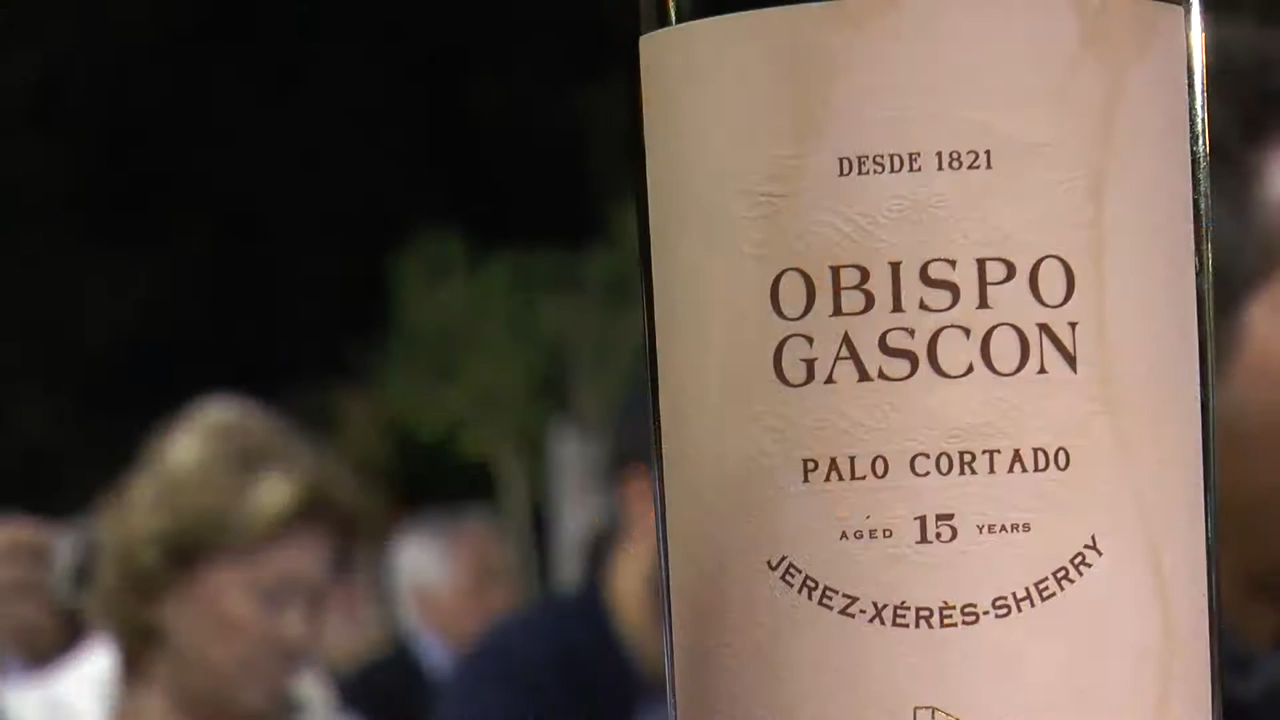 DESDE 1821
OBISPO
GASCON
PALO CORTADO
AGED 15 YEARS
JEREZ-XÉRÈS-SHERRY